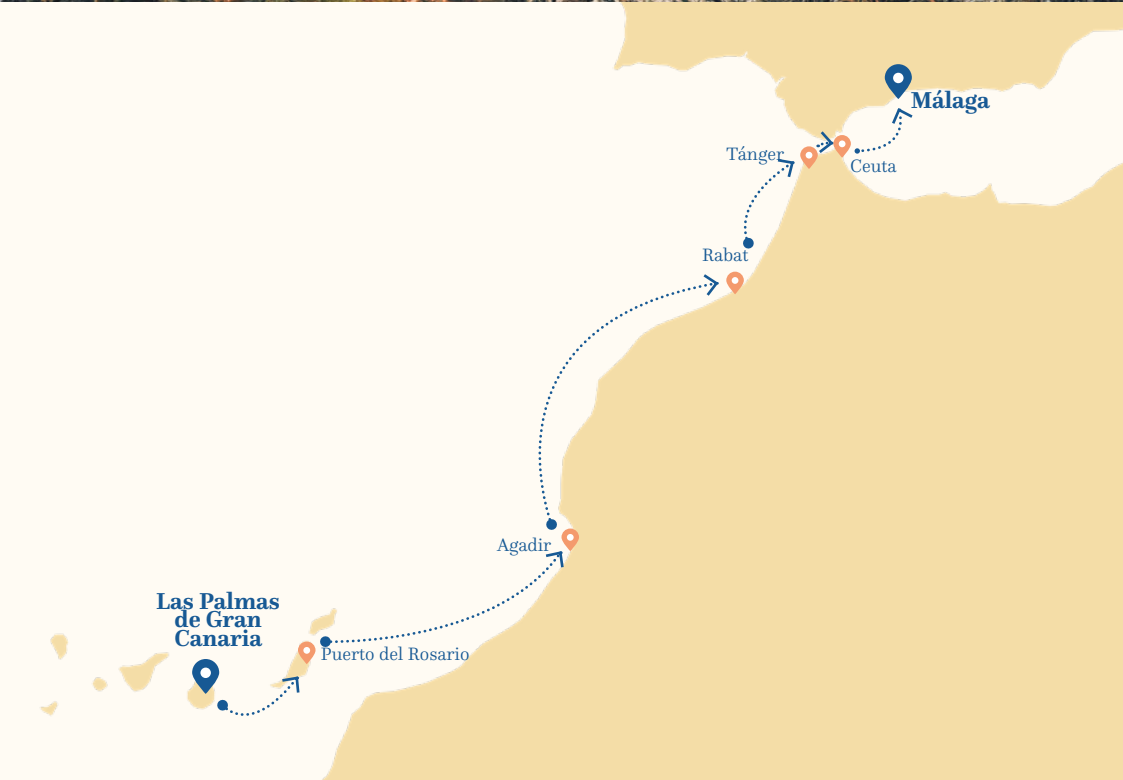 Málaga
Tánger
Ceuta
Rabat
Agadir
Las Palmas
de Gran
Canaria
Puerto del Rosario